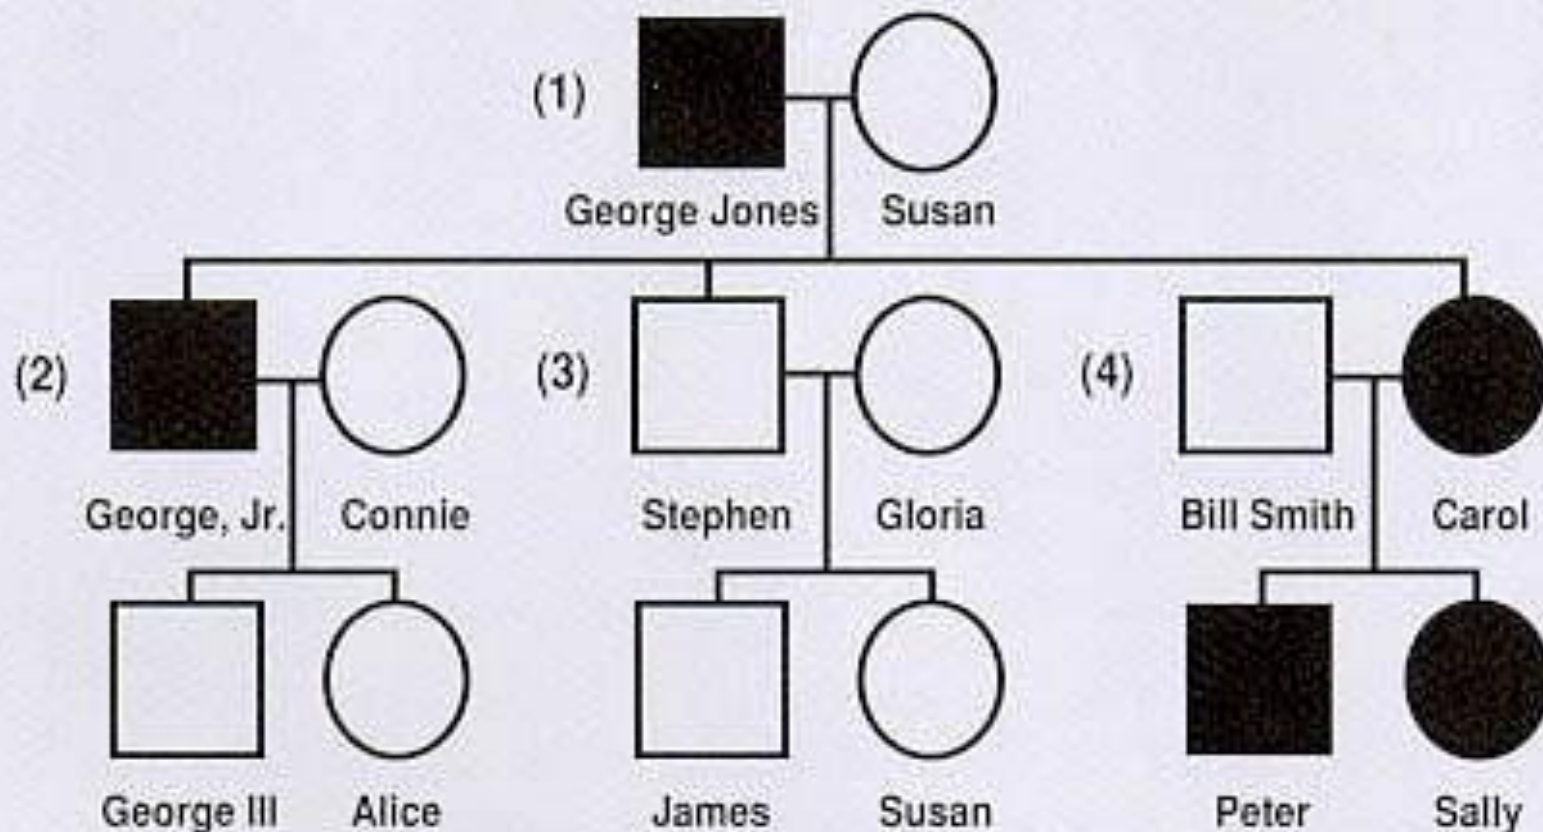 (1)
George Jones Susan
(2) (3) (4)
George, Jr. Connie Stephen Gloria Bill Smith Carol
George III Alice James Susan Peter Sally